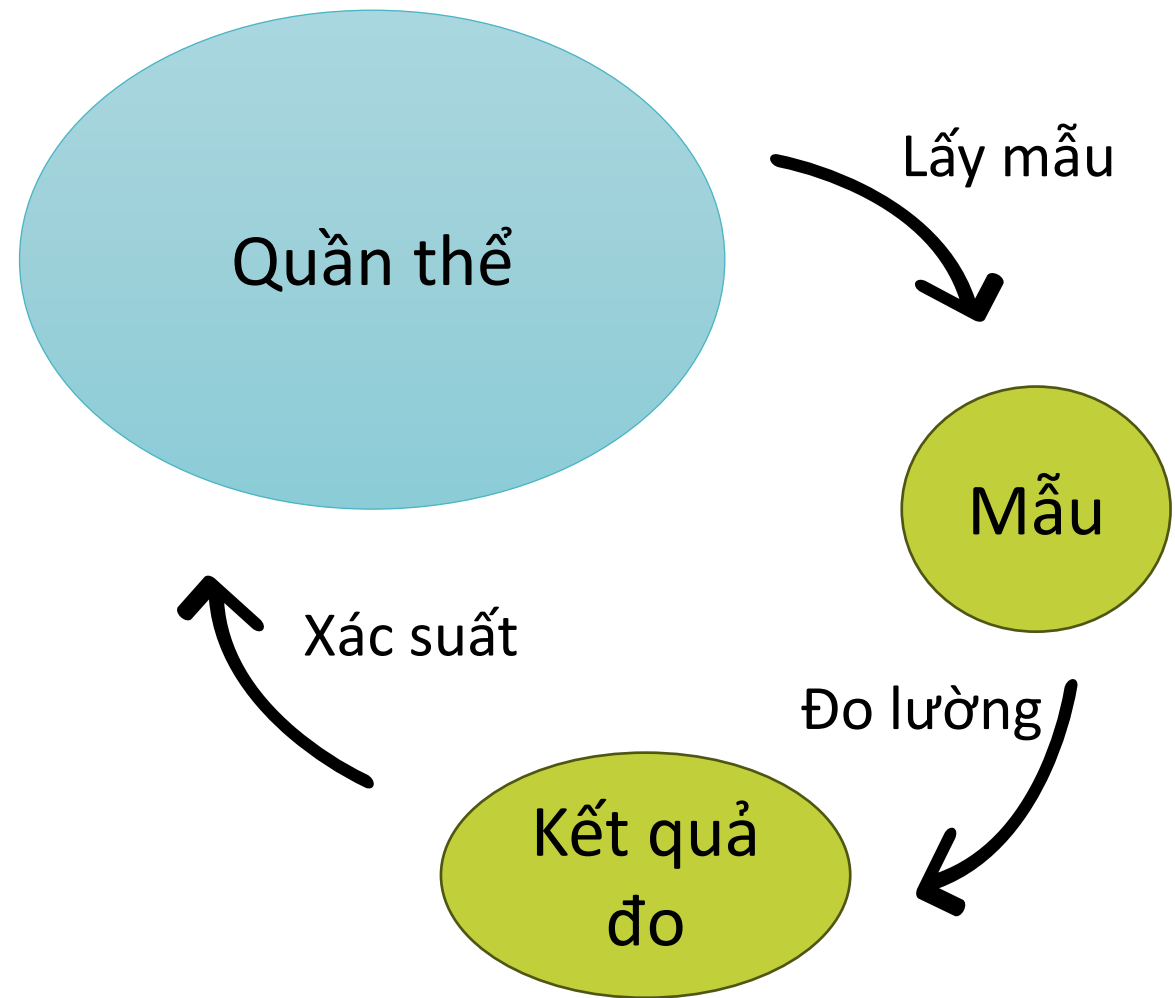 Lấy mẫu
Quần thể
Mẫu
Xác suất
Đo lường
Kết quả
đo